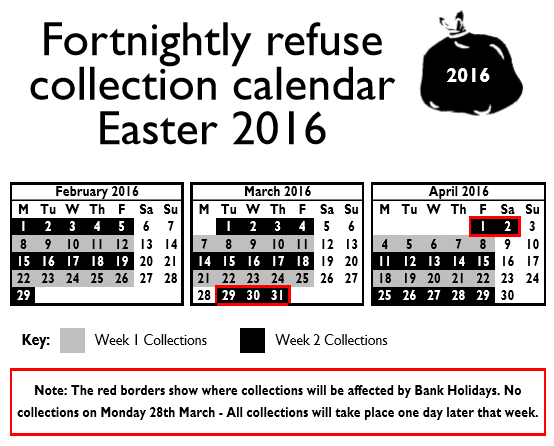 Fortnightly refuse
collection calendar
Easter 2016
2016
February 2016
M Tu W Th F Sa Su
1 2 3 4 5 6 7
8 9 10 11 12 13 14
15 16 17 18 19 20 21
22 23 24 25 26 27 28
29
March 2016
M Tu W Th F Sa Su
1 2 3 4 5 6
7 8 9 10 11 12 13
14 15 16 17 18 19 20
21 22 23 24 25 26 27
28 29 30 31
April 2016
M Tu W Th F Sa Su
1 2 3
4 5 6 7 8 9 10
11 12 13 14 15 16 17
18 19 20 21 22 23 24
25 26 27 28 29 30
Key: Week 1 Collections Week 2 Collections
Note: The red borders show where collections will be affected by Bank Holidays. No
collections on Monday 28th March - All collections will take place one day later that week.